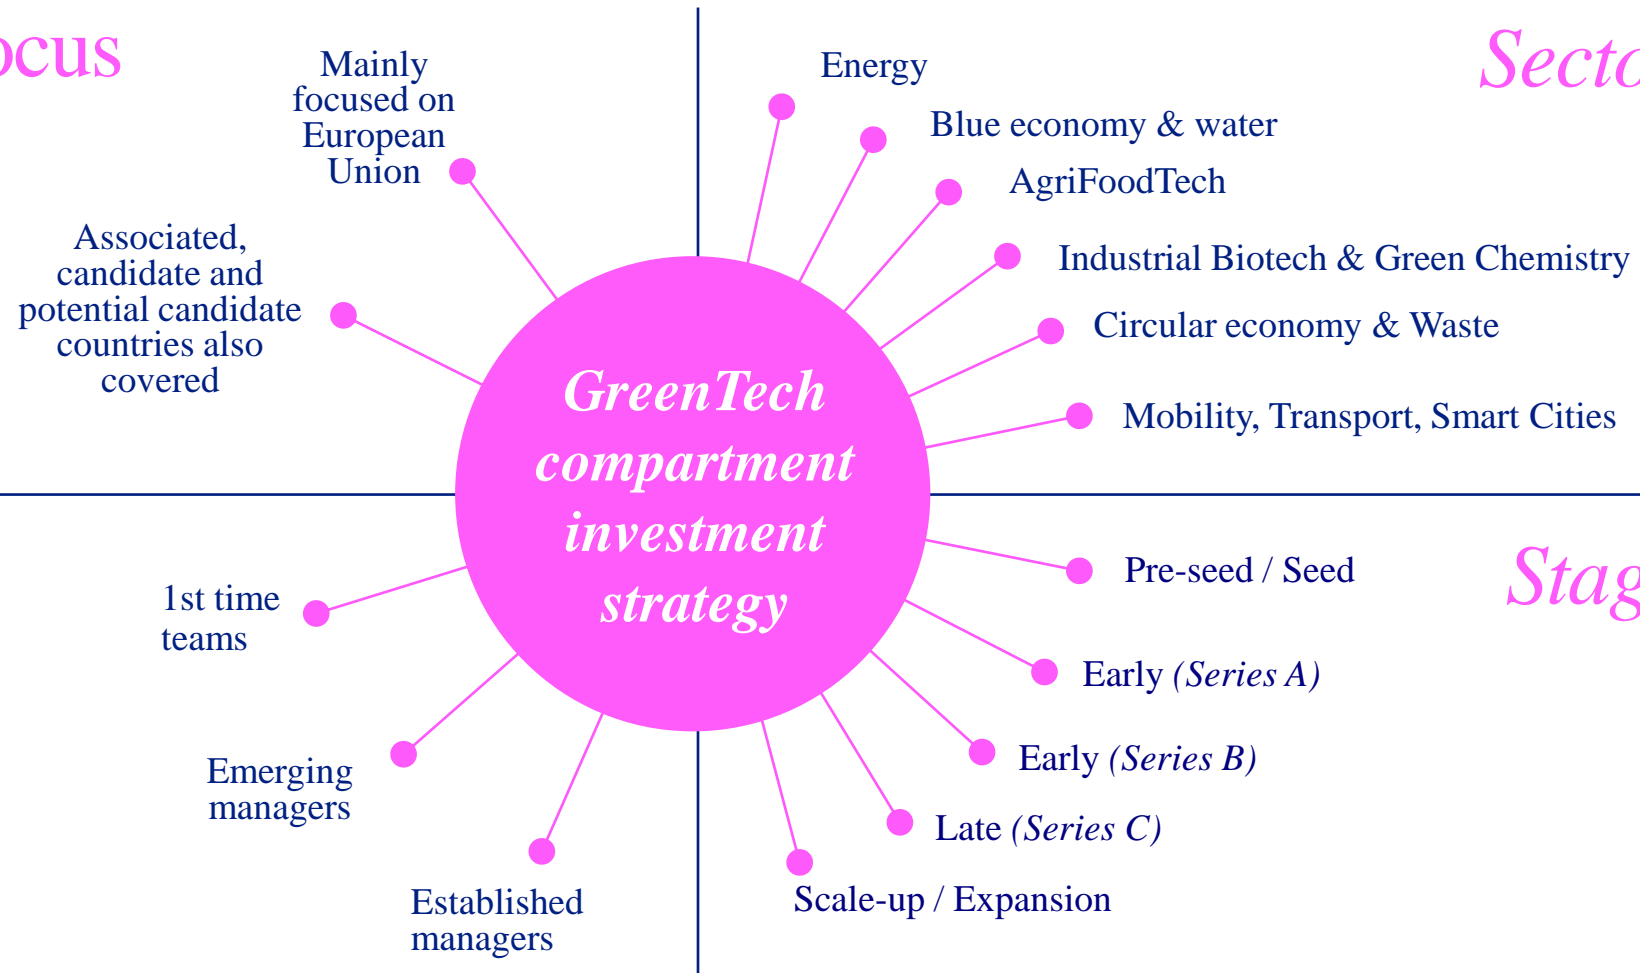 ocus
Mainly
focused on
European
Union
Associated,
candidate and
potential candidate
countries also
covered
Secto
Energy
Blue economy & water
AgriFoodTech
Industrial Biotech & Green Chemistry
Circular economy & Waste
Mobility, Transport, Smart Cities
GreenTech
compartment
investment
strategy
1st time
teams
Emerging
managers
Established
managers
Stag
Pre-seed / Seed
Early (Series A)
Early (Series B)
Late (Series C)
Scale-up / Expansion